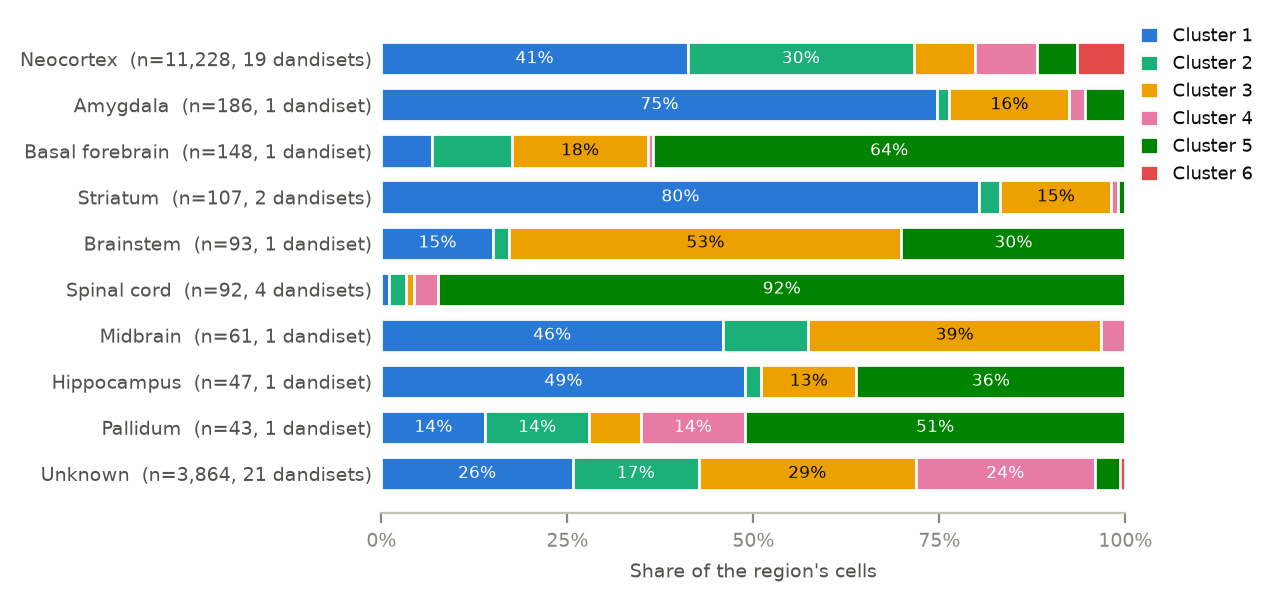 Neocortex (n=11,228, 19 dandisets) 41% 30%
Amygdala (n=186, 1 dandiset) 75% 16%
Basal forebrain (n=148, 1 dandiset) 18% 64%
Striatum (n=107, 2 dandisets) 80% 15%
Brainstem (n=93, 1 dandiset) 15% 53% 30%
Spinal cord (n=92, 4 dandisets) 92%
Midbrain (n=61, 1 dandiset) 46% 39%
Hippocampus (n=47, 1 dandiset) 49% 13% 36%
Pallidum (n=43, 1 dandiset) 14% 14% 14% 51%
Unknown (n=3,864, 21 dandisets) 26% 17% 29% 24%
0% 25% 50% 75% 100%
Share of the region's cells
Cluster 1
Cluster 2
Cluster 3
Cluster 4
Cluster 5
Cluster 6